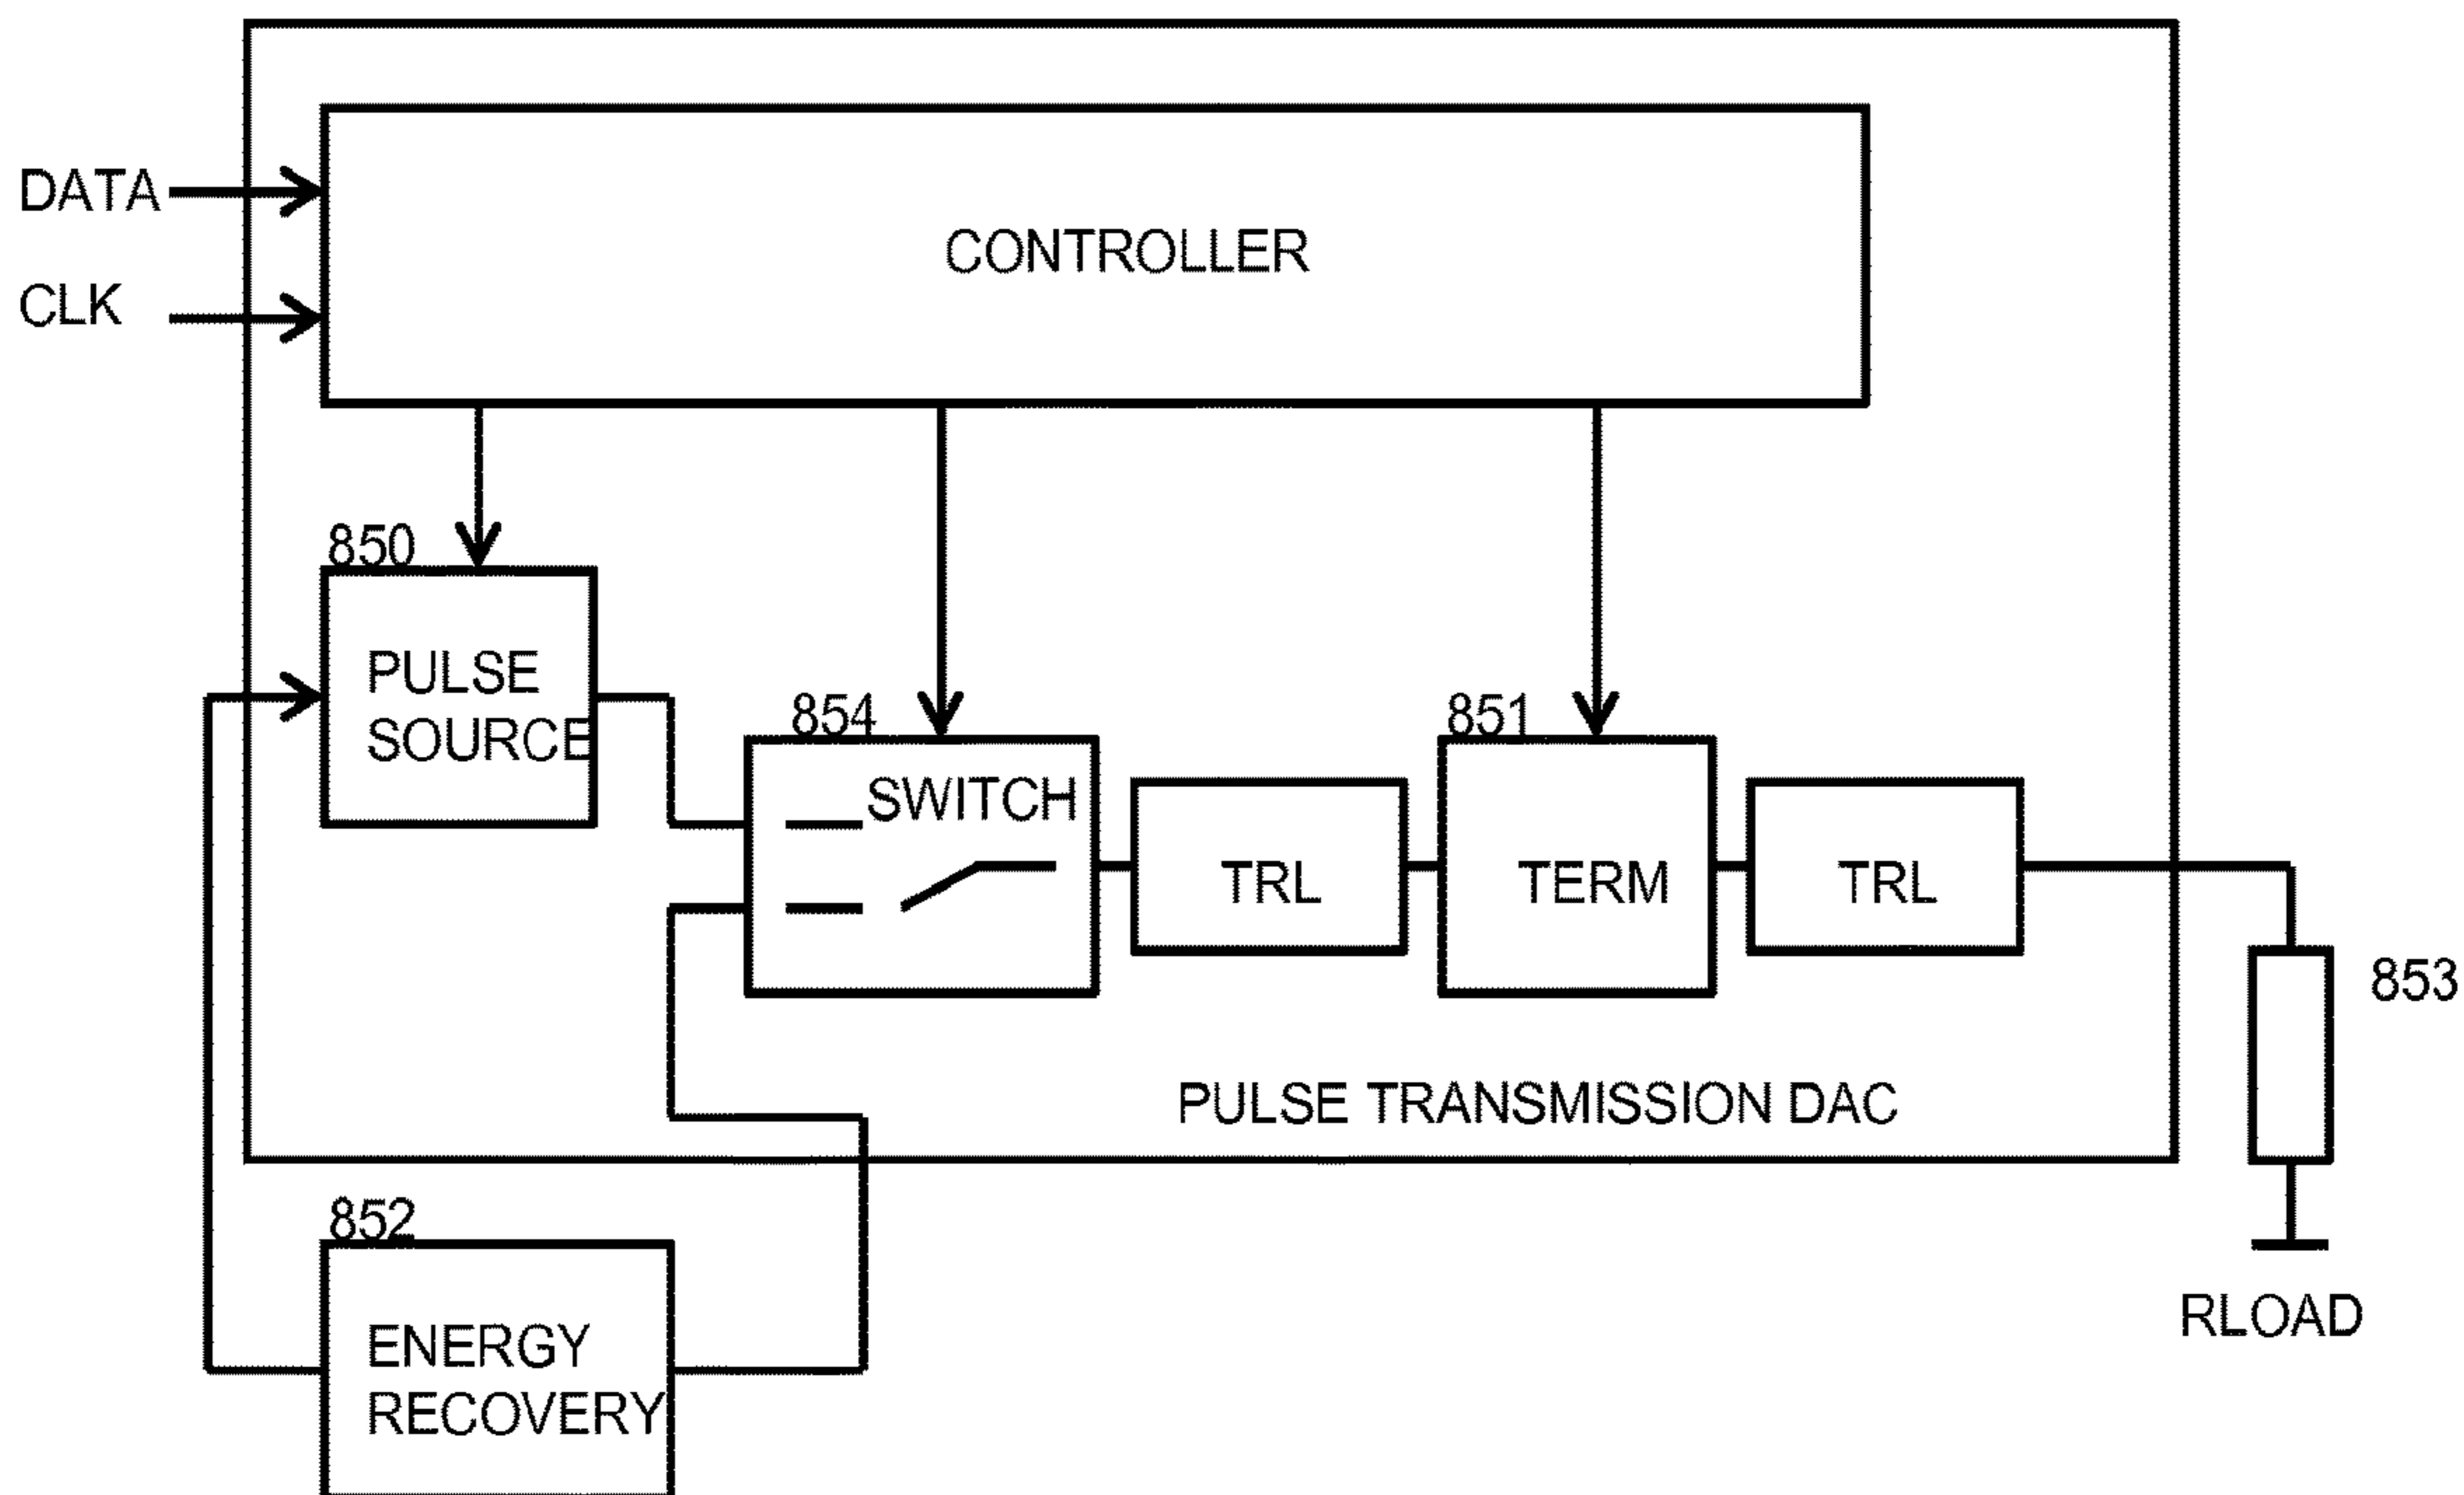 DATA
CLK
CONTROLLER
850
PULSE
SOURCE
854
SWITCH
TRL
851
TERM
TRL
853
PULSE TRANSMISSION DAC
852
ENERGY
RECOVERY
RLOAD